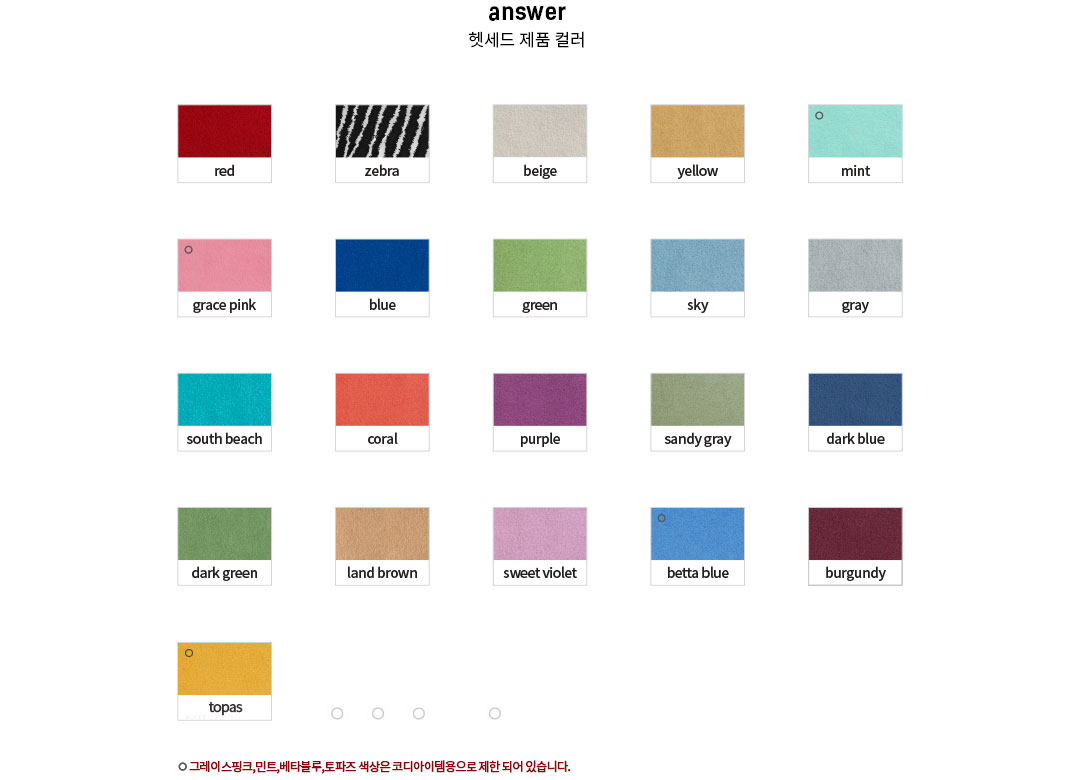 answer
헷세드 제품 컬러
red
zebra
beige
yellow
mint
grace pink
blue
green
sky
gray
south beach
coral
purple
sandy gray
dark blue
dark green
land brown
sweet violet
betta blue
burgundy
topas
그레이스핑크,민트,베타블루,토파즈 색상은 코디아이템용으로 제한 되어 있습니다.